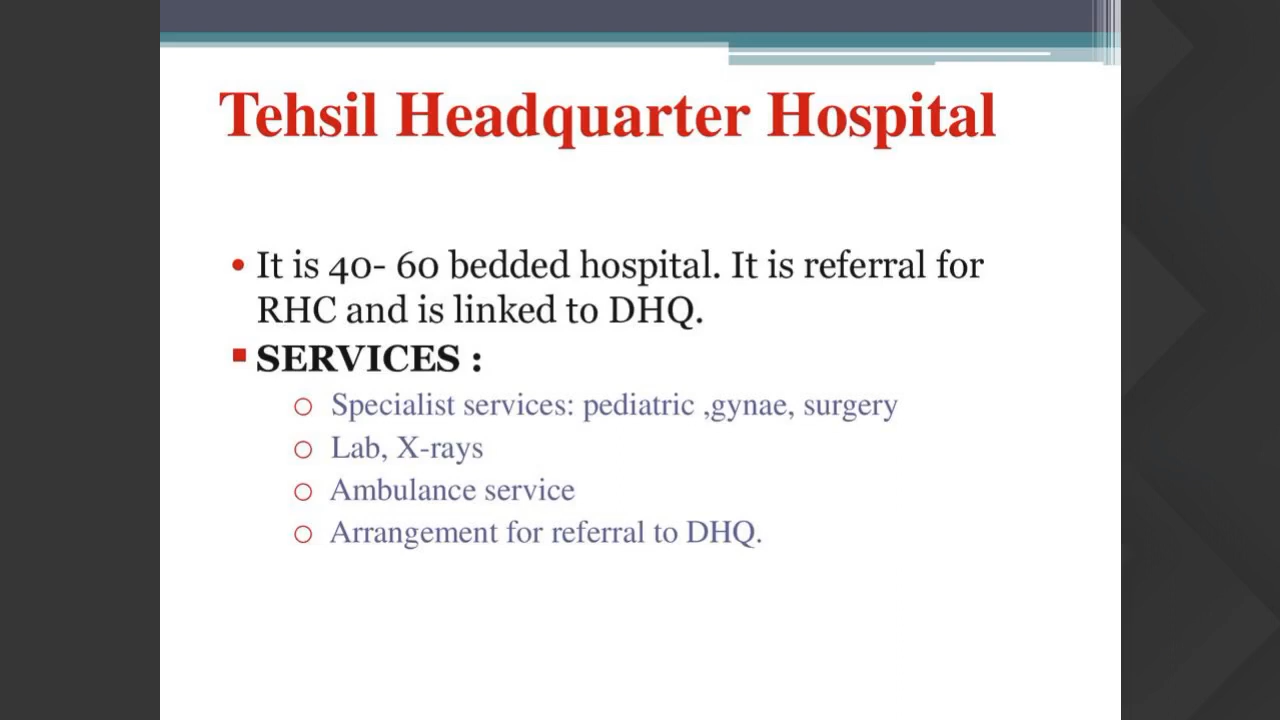 Tehsil Headquarter Hospital
• It is 40- 60 bedded hospital. It is referral for
RHC and is linked to DHQ.
▪ SERVICES :
o Specialist services: pediatric ,gynae, surgery
o Lab, X-rays
o Ambulance service
o Arrangement for referral to DHQ.